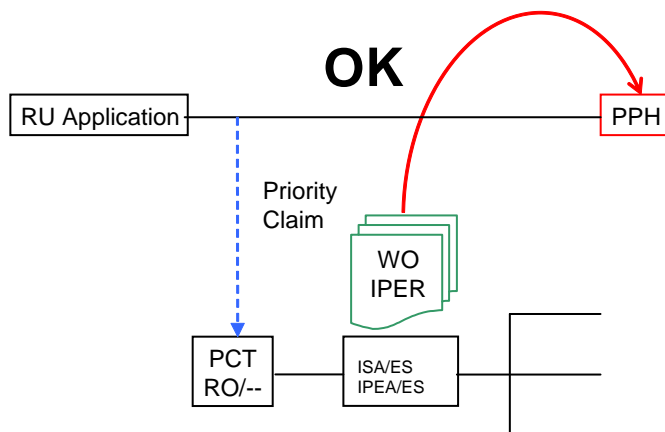 OK
RU Application
PPH
Priority
Claim
WO
IPER
PCT
RO/--
ISA/ES
IPEA/ES